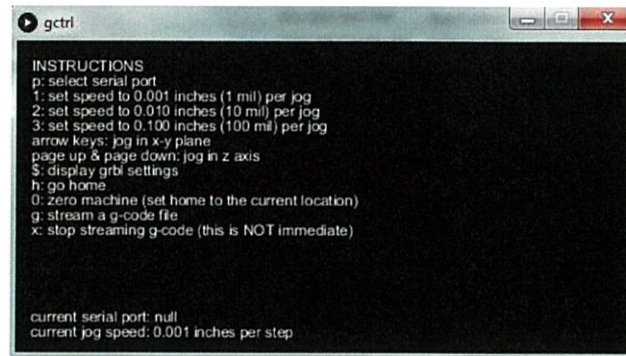 gctrl
INSTRUCTIONS
p: select serial port
1: set speed to 0.001 inches (1 mil) per jog
2: set speed to 0.010 inches (10 mil) per jog
3: set speed to 0.100 inches (100 mil) per jog
arrow keys: jog in x-y plane
page up & page down: jog in z axis
$: display grbl settings
h: go home
0: zero machine (set home to the current location)
g: stream a g-code file
x: stop streaming g-code (this is NOT immediate)
current serial port: null
current jog speed: 0.001 inches per step